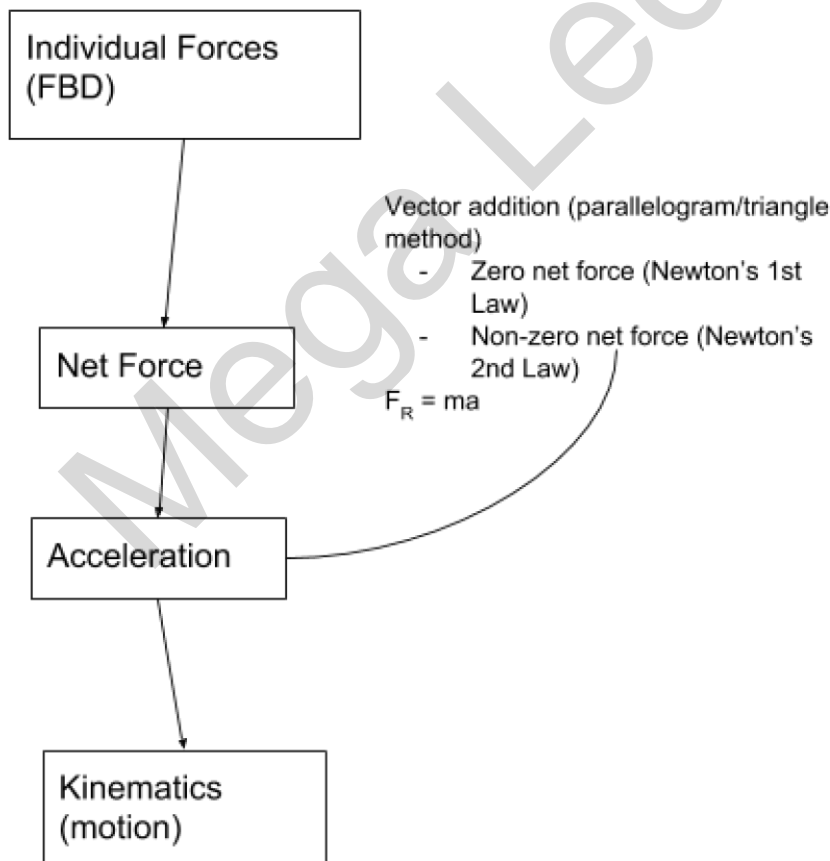 Individual Forces
(FBD)
Vector addition (parallelogram/triangle
method)
- Zero net force (Newton's 1st
Law)
- Non-zero net force (Newton's
2nd Law)
F_R = ma
Net Force
Acceleration
Kinematics
(motion)
Mega Lec